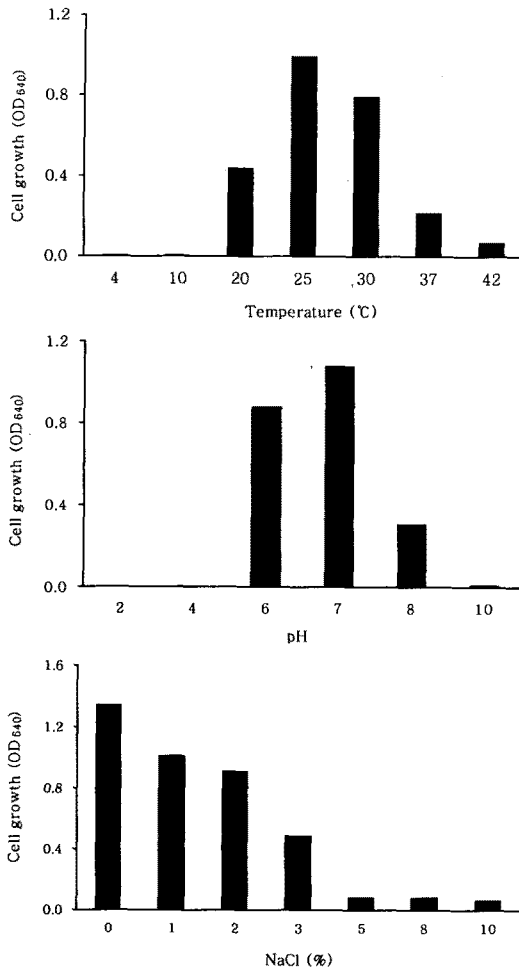 Cell growth (OD640)
1.2
0.8
0.4
0.0
4 10 20 25 30 37 42
Temperature (℃)
Cell growth (OD640)
1.2
0.8
0.4
0.0
2 4 6 7 8 10
pH
Cell growth (OD640)
1.6
1.2
0.8
0.4
0.0
0 1 2 3 5 8 10
NaCl (%)